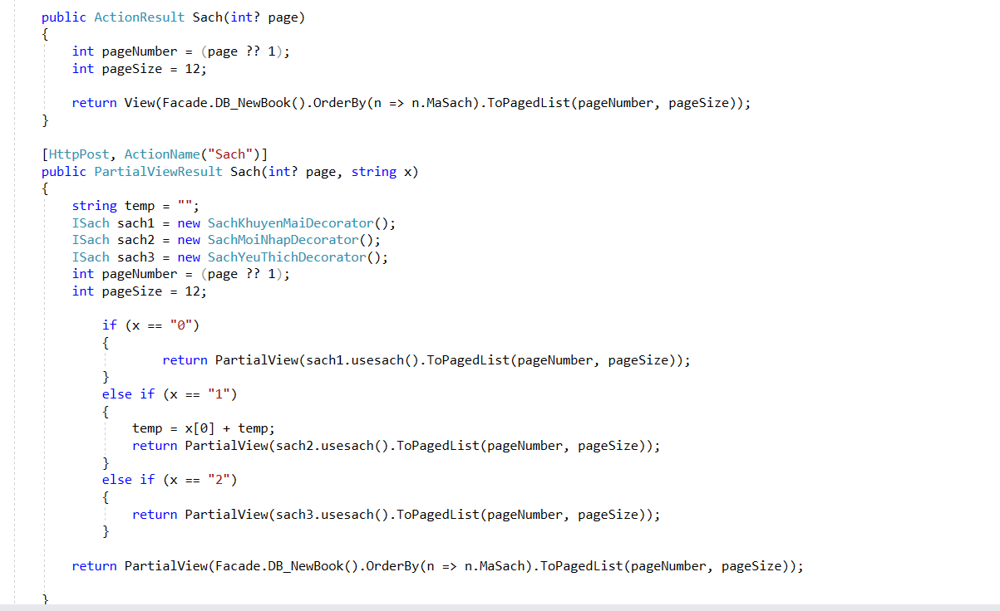 public ActionResult Sach(int? page)
{
int pageNumber = (page ?? 1);
int pageSize = 12;
return View(Facade.DB_NewBook().OrderBy(n => n.MaSach).ToPagedList(pageNumber, pageSize));
}
[HttpPost, ActionName("Sach")]
public PartialViewResult Sach(int? page, string x)
{
string temp = "";
ISach sach1 = new SachKhuyenMaiDecorator();
ISach sach2 = new SachMoiNhapDecorator();
ISach sach3 = new SachYeuThichDecorator();
int pageNumber = (page ?? 1);
int pageSize = 12;
if (x == "0")
{
return PartialView(sach1.usesach().ToPagedList(pageNumber, pageSize));
}
else if (x == "1")
{
temp = x[0] + temp;
return PartialView(sach2.usesach().ToPagedList(pageNumber, pageSize));
}
else if (x == "2")
{
return PartialView(sach3.usesach().ToPagedList(pageNumber, pageSize));
}
return PartialView(Facade.DB_NewBook().OrderBy(n => n.MaSach).ToPagedList(pageNumber, pageSize));
}